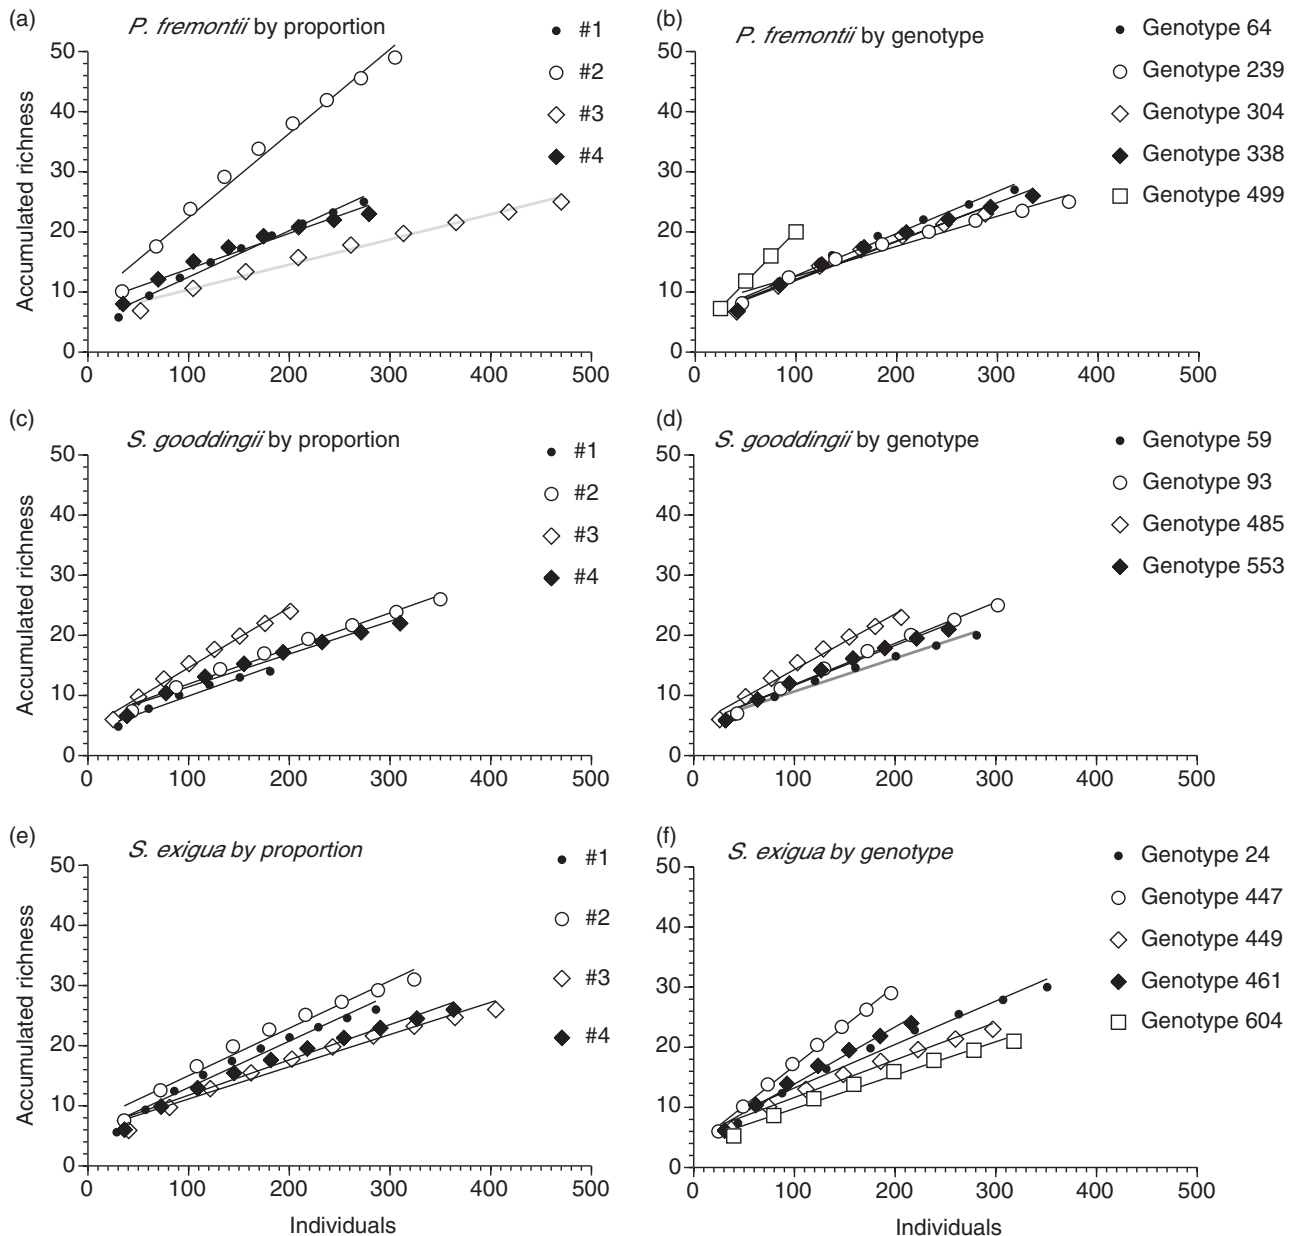 (a) P. fremontii by proportion
#1
#2
#3
#4
Accumulated richness
50
40
30
20
10
0
0 100 200 300 400 500
(b) P. fremontii by genotype
Genotype 64
Genotype 239
Genotype 304
Genotype 338
Genotype 499
50
40
30
20
10
0
0 100 200 300 400 500
(c) S. gooddingii by proportion
#1
#2
#3
#4
Accumulated richness
50
40
30
20
10
0
0 100 200 300 400 500
(d) S. gooddingii by genotype
Genotype 59
Genotype 93
Genotype 485
Genotype 553
50
40
30
20
10
0
0 100 200 300 400 500
(e) S. exigua by proportion
#1
#2
#3
#4
Accumulated richness
50
40
30
20
10
0
0 100 200 300 400 500
Individuals
(f) S. exigua by genotype
Genotype 24
Genotype 447
Genotype 449
Genotype 461
Genotype 604
50
40
30
20
10
0
0 100 200 300 400 500
Individuals